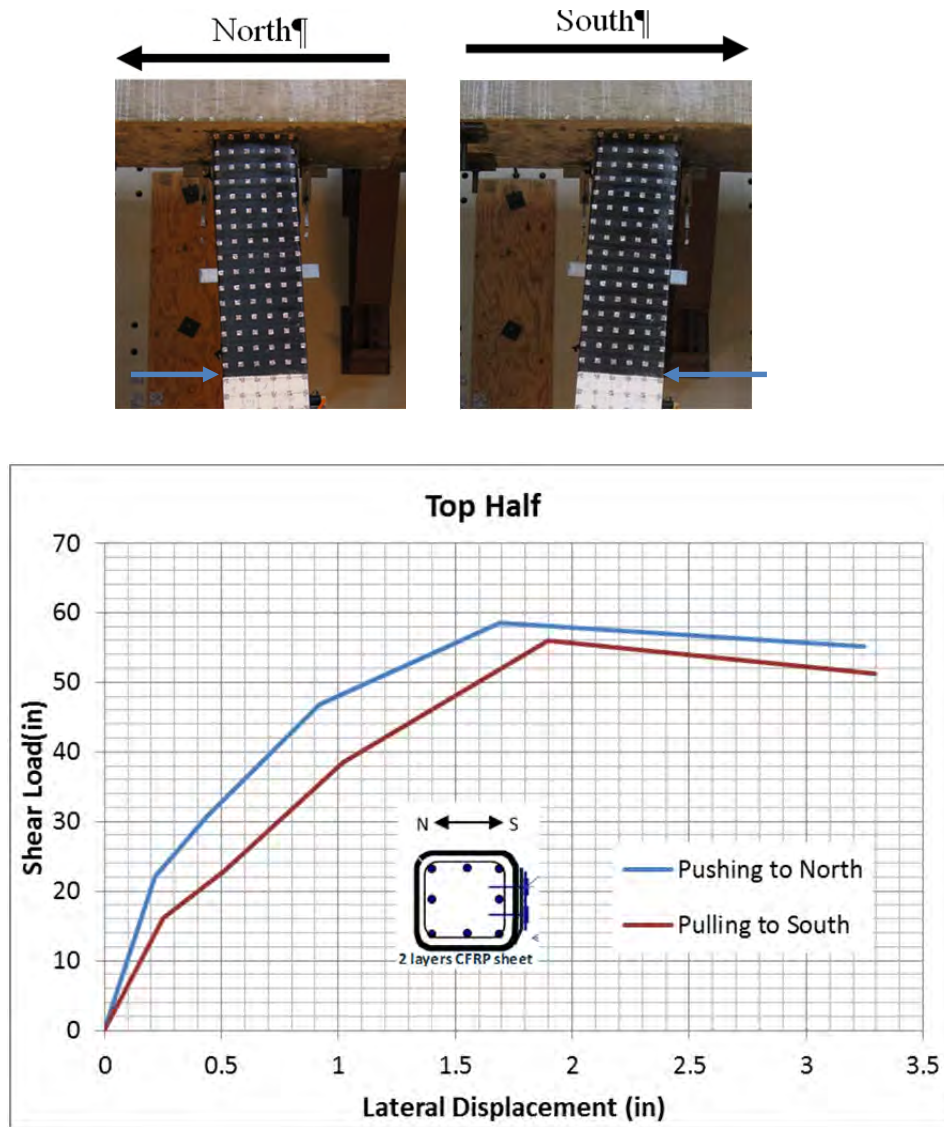 North¶
South¶
Top Half
70
60
50
40
30
20
10
0
Shear Load(in)
N
S
2 layers CFRP sheet
Pushing to North
Pulling to South
0 0.5 1 1.5 2 2.5 3 3.5
Lateral Displacement (in)